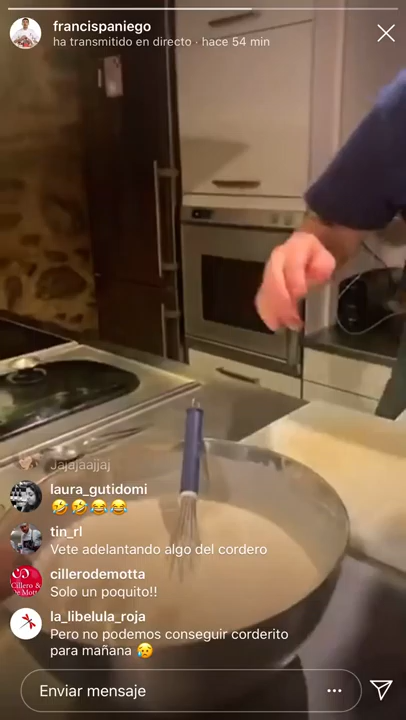 francispaniego
ha transmitido en directo · hace 54 min
Jajajaajjaj
laura_gutidomi
🤣🤣😂😂
tin_rl
Vete adelantando algo del cordero
cillerodemotta
Solo un poquito!!
la_libelula_roja
Pero no podemos conseguir corderito
para mañana 😥
Enviar mensaje